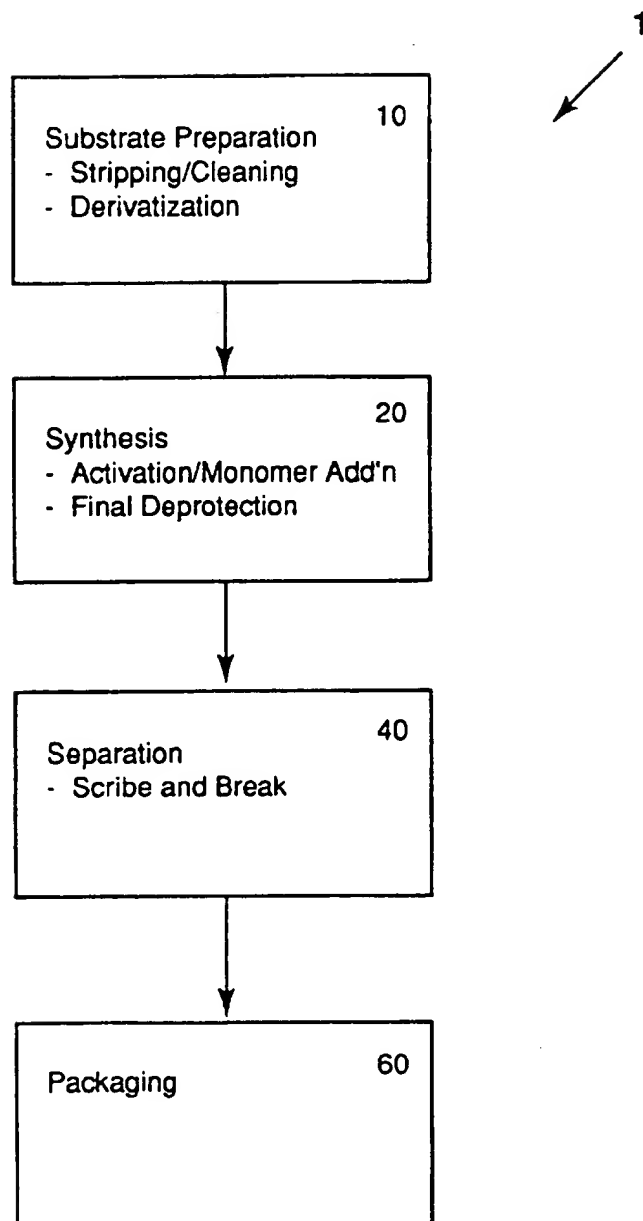 1
10
Substrate Preparation
- Stripping/Cleaning
- Derivatization
20
Synthesis
- Activation/Monomer Add'n
- Final Deprotection
40
Separation
- Scribe and Break
60
Packaging